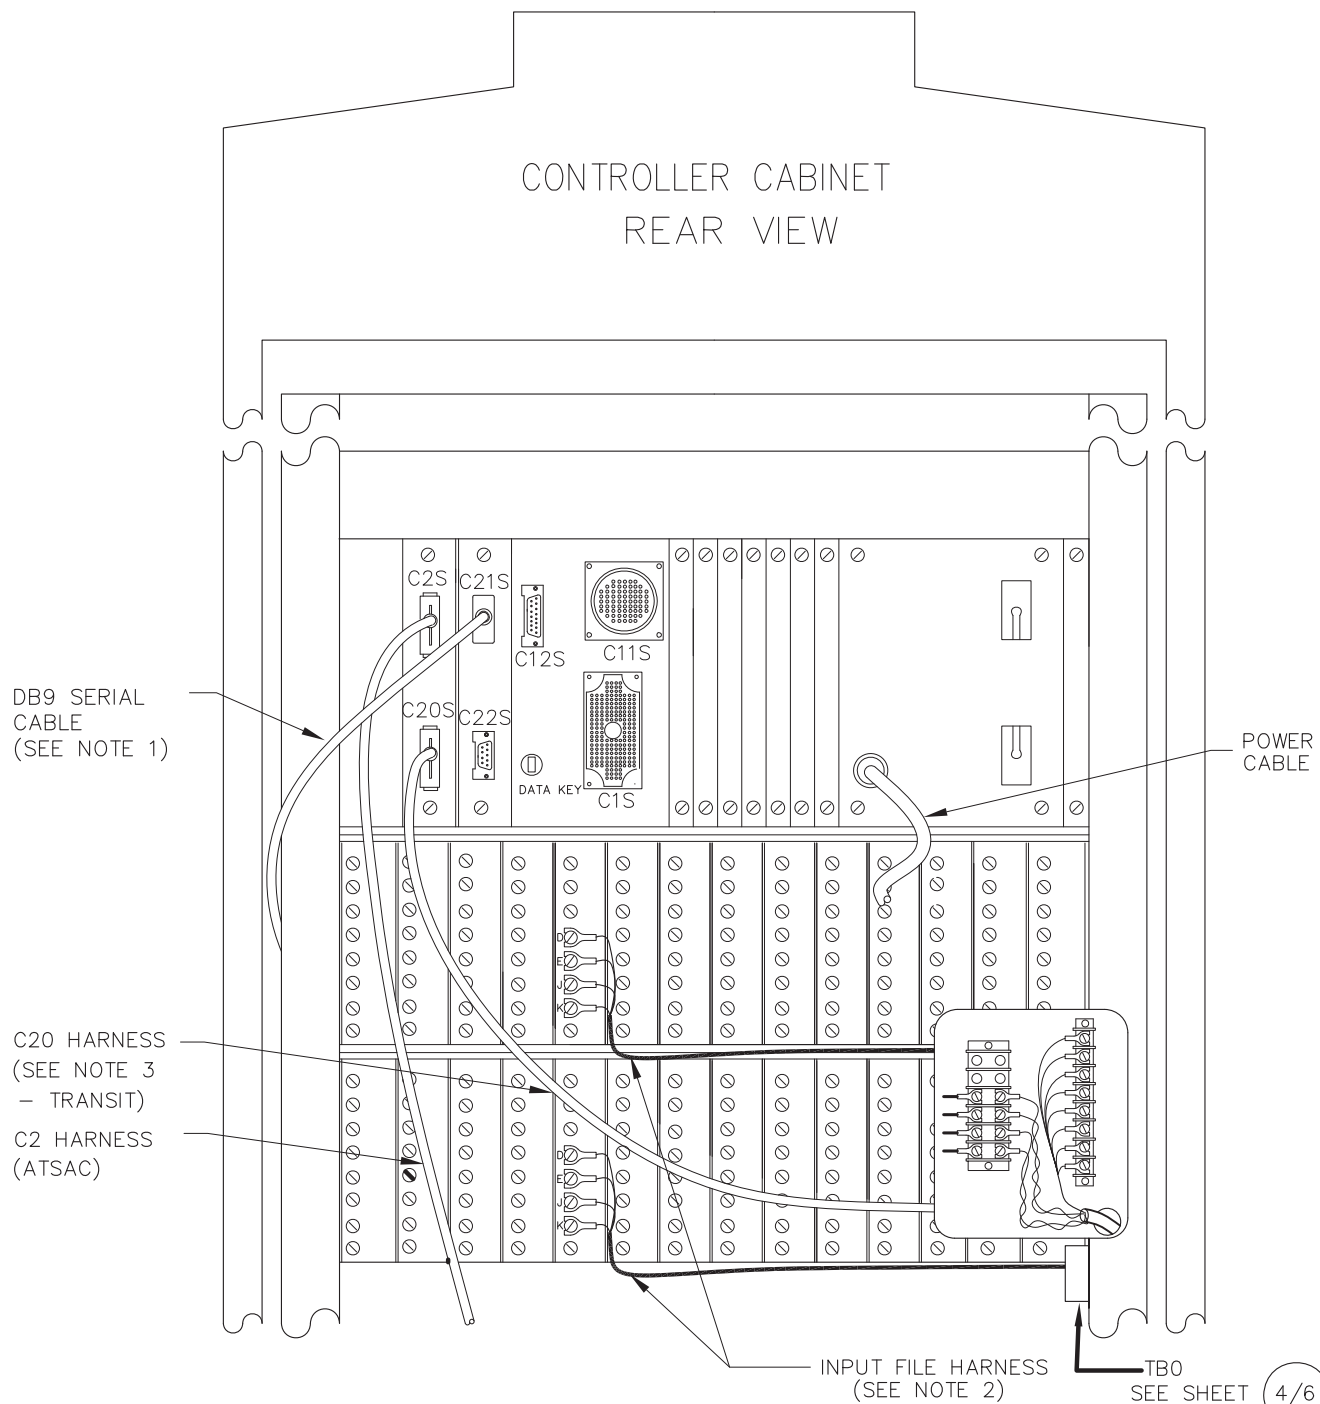 CONTROLLER CABINET
REAR VIEW
C2S
C21S
C12S
C11S
C20S
C22S
DATA KEY
C1S
DB9 SERIAL
CABLE
(SEE NOTE 1)
POWER
CABLE
D
E
J
K
C20 HARNESS
(SEE NOTE 3
- TRANSIT)
C2 HARNESS
(ATSAC)
D
E
J
K
INPUT FILE HARNESS
(SEE NOTE 2)
TBO
SEE SHEET 4/6